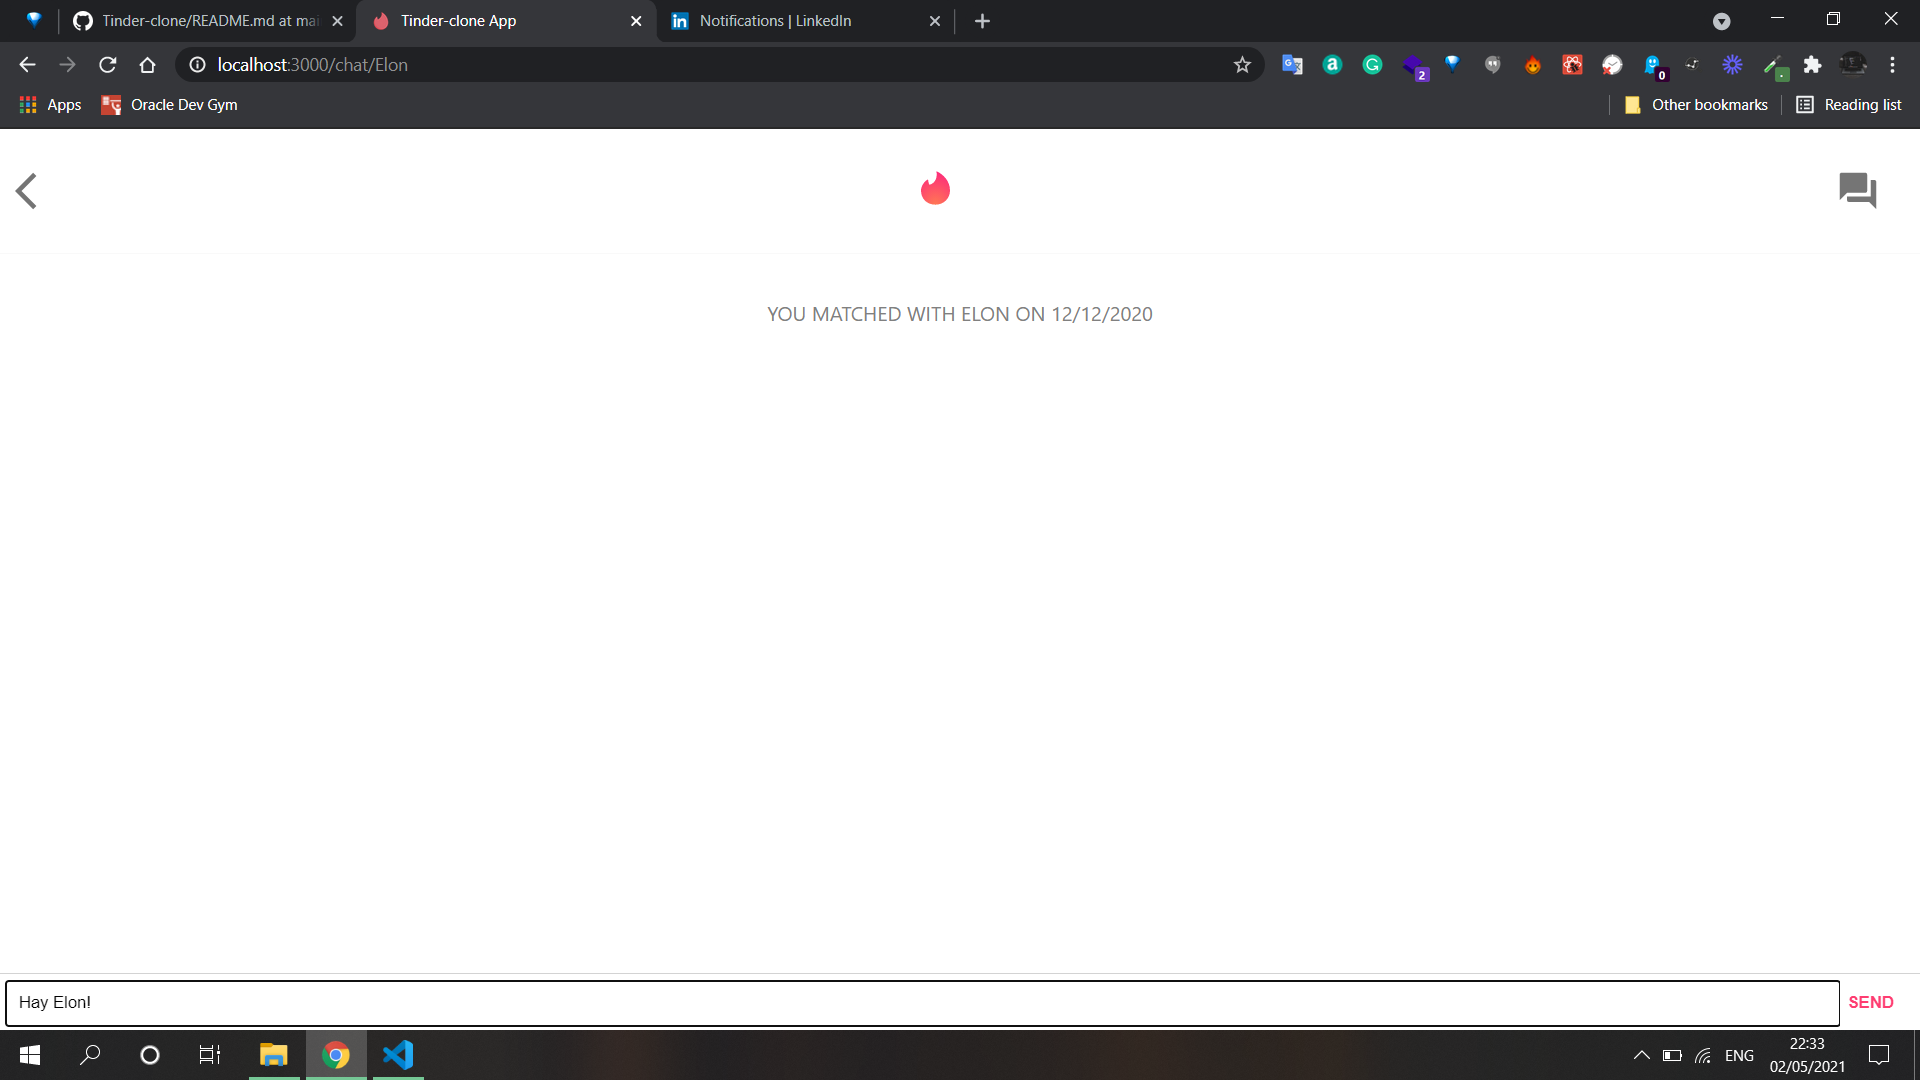 Tinder-clone/README.md at mai
Tinder-clone App
Notifications | LinkedIn
localhost:3000/chat/Elon
2
0
Apps
Oracle Dev Gym
Other bookmarks
Reading list
YOU MATCHED WITH ELON ON 12/12/2020
Hay Elon!
SEND
ENG
22:33
02/05/2021